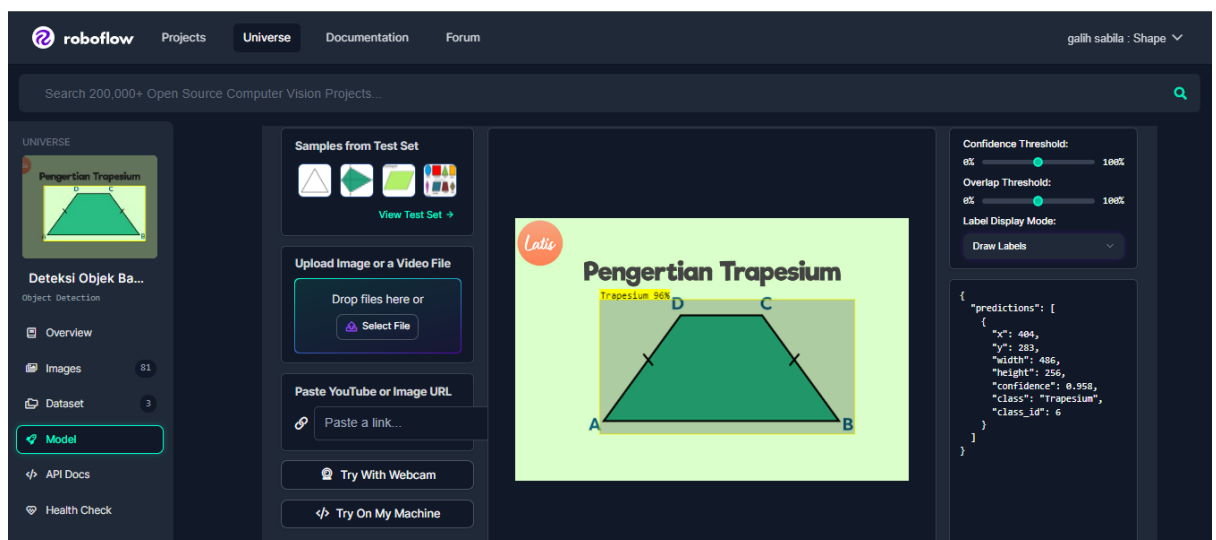 roboflow Projects Universe Documentation Forum galih sabila : Shape
Search 200,000+ Open Source Computer Vision Projects...
UNIVERSE
Pengertian Trapesium
D C
A B
Deteksi Objek Ba...
Object Detection
Overview
Images 81
Dataset 3
Model
API Docs
Health Check
Samples from Test Set
View Test Set →
Upload Image or a Video File
Drop files here or
Select File
Paste YouTube or Image URL
Paste a link...
Try With Webcam
</> Try On My Machine
Latis
Pengertian Trapesium
Trapesium 96%
D C
A B
Confidence Threshold:
0% 100%
Overlap Threshold:
0% 100%
Label Display Mode:
Draw Labels
{
"predictions": [
{
"x": 404,
"y": 283,
"width": 486,
"height": 256,
"confidence": 0.958,
"class": "Trapesium",
"class_id": 6
}
]
}